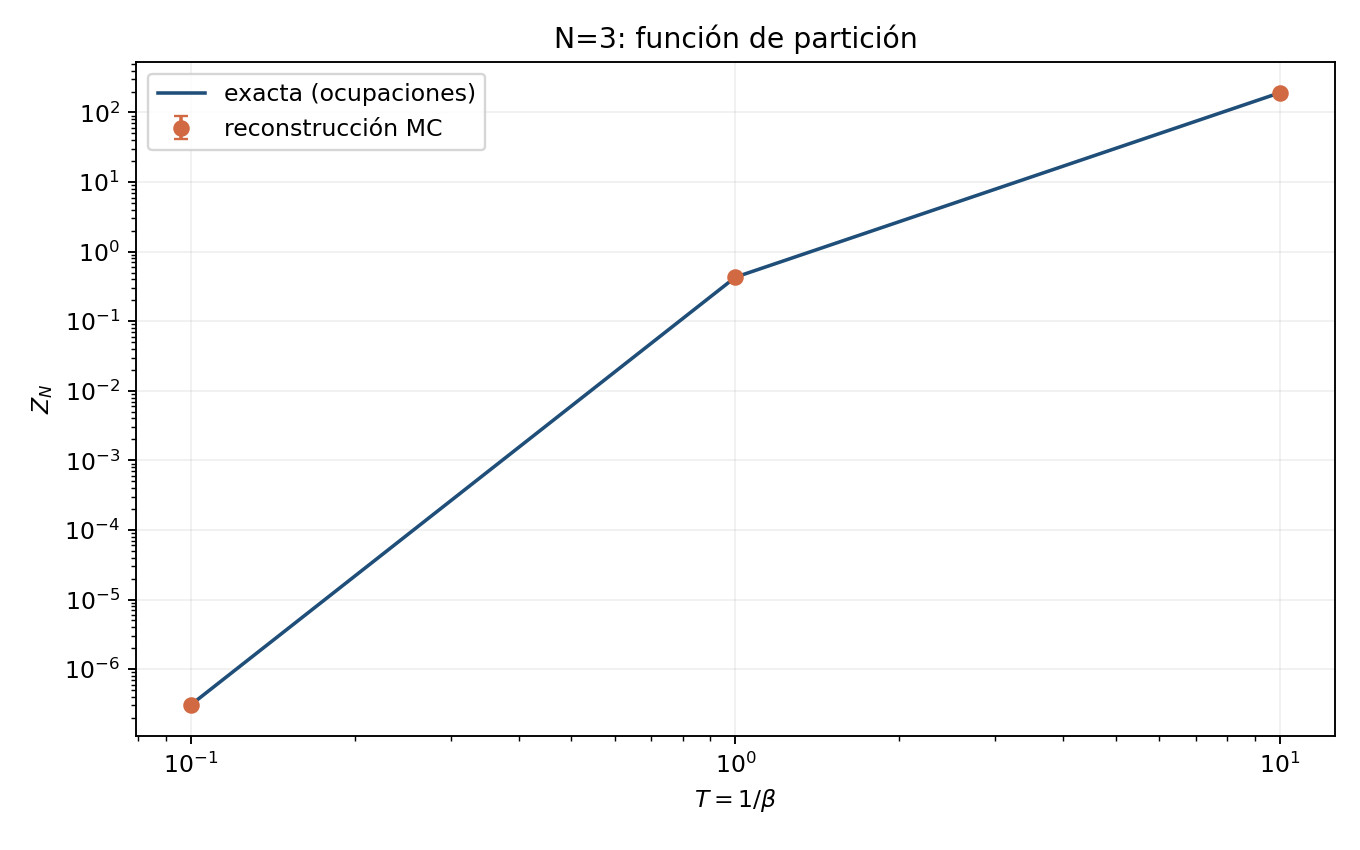 N=3: función de partición
exacta (ocupaciones)
reconstrucción MC
10²
10¹
10⁰
10⁻¹
10⁻²
10⁻³
10⁻⁴
10⁻⁵
10⁻⁶
Z_N
10⁻¹ 10⁰ 10¹
T = 1/β